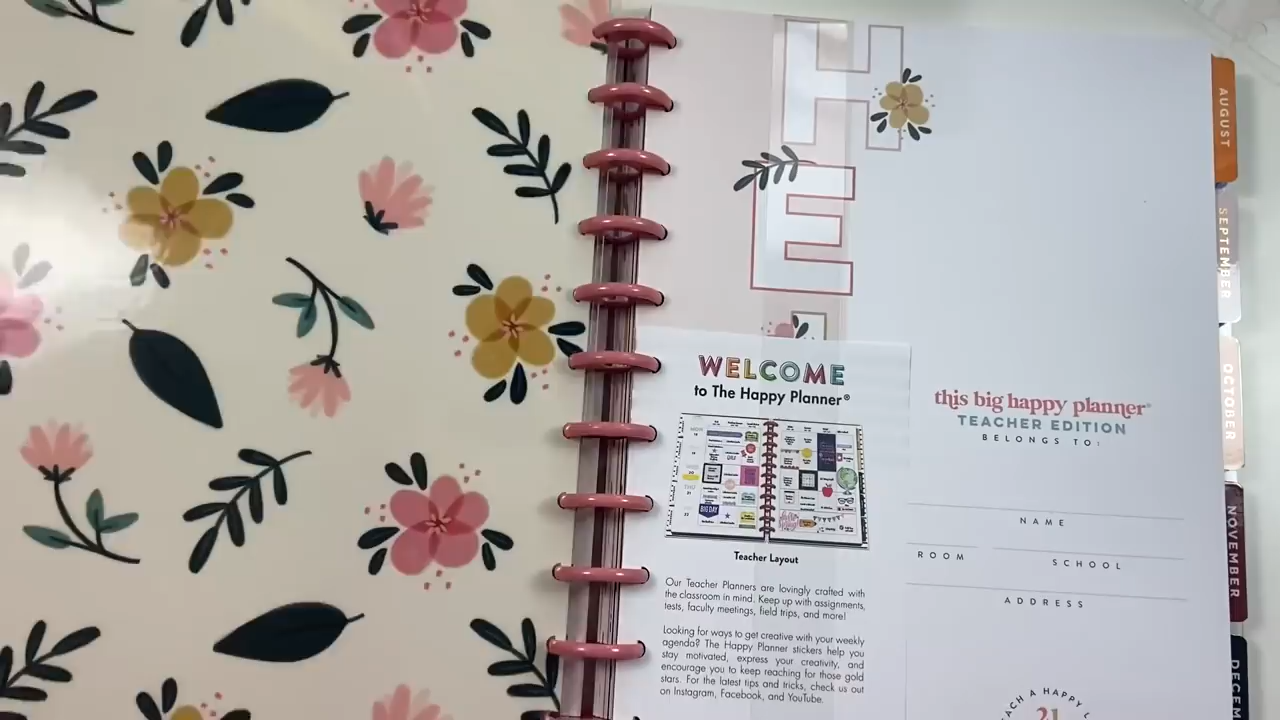 H
E
WELCOME
to The Happy Planner®
Teacher Layout
Our Teacher Planners are lovingly crafted with
the classroom in mind. Keep up with assignments,
tests, faculty meetings, field trips, and more!
Looking for ways to get creative with your weekly
agenda? The Happy Planner stickers help you
stay motivated, express your creativity, and
encourage you to keep reaching for those gold
stars. For the latest tips and tricks, check us out
on Instagram, Facebook, and YouTube.
this big happy planner®
TEACHER EDITION
BELONGS TO:
NAME
ROOM SCHOOL
ADDRESS
EACH A HAPPY L
21
AUGUST
SEPTEMBER
OCTOBER
NOVEMBER
DECEM